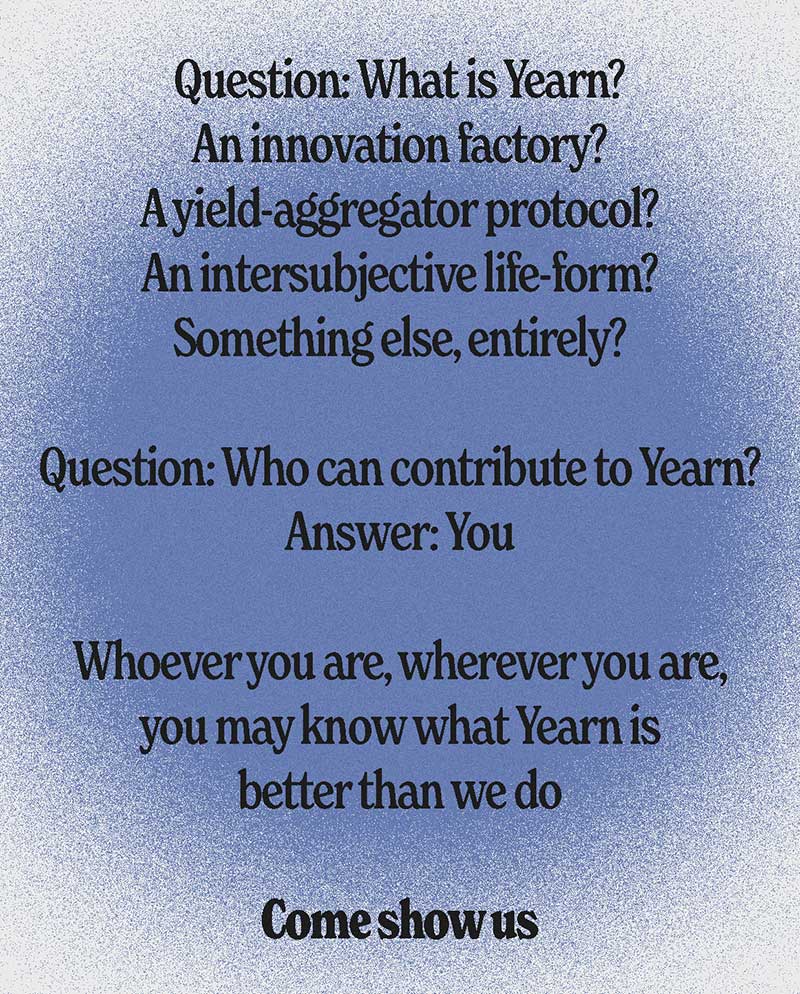 Question: What is Yearn?
An innovation factory?
A yield-aggregator protocol?
An intersubjective life-form?
Something else, entirely?
Question: Who can contribute to Yearn?
Answer: You
Whoever you are, wherever you are,
you may know what Yearn is
better than we do
Come show us